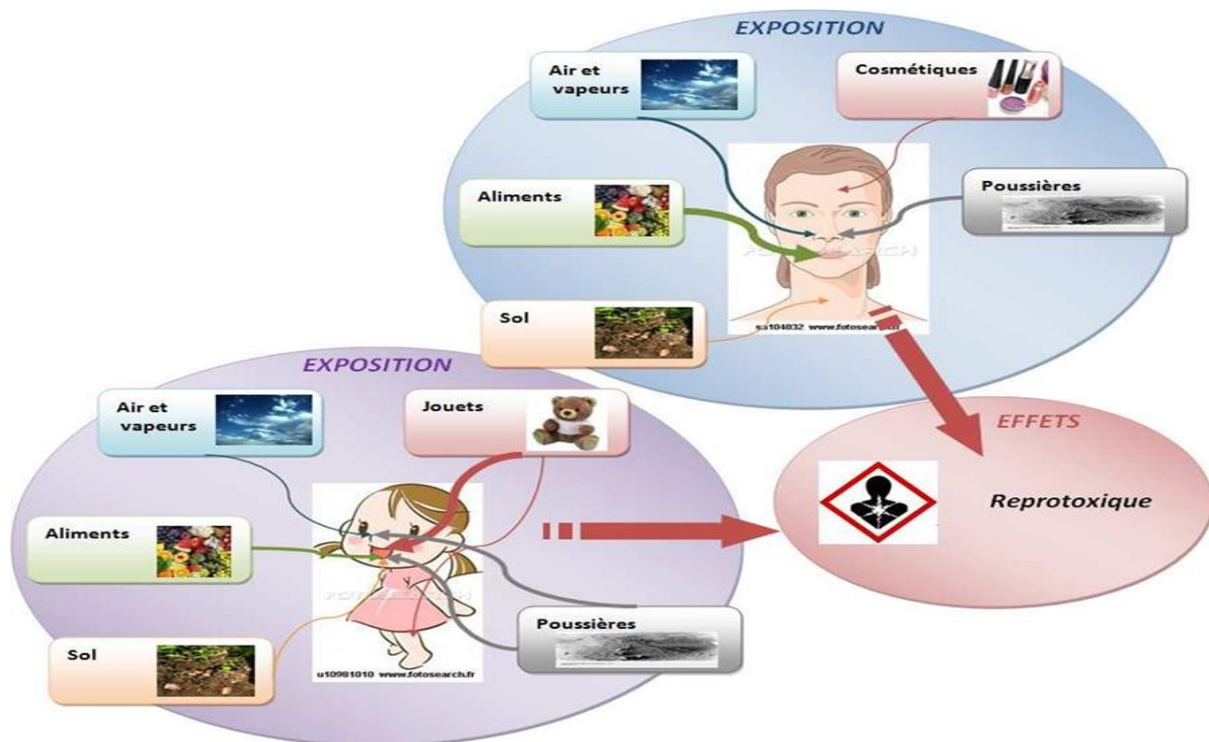 EXPOSITION
Air et
vapeurs
Cosmétiques
Aliments
Poussières
Sol
sa104032 www.fotosearch.fr
EXPOSITION
Air et
vapeurs
Jouets
Aliments
Sol
Poussières
u10981010 www.fotosearch.fr
EFFETS
Reprotoxique